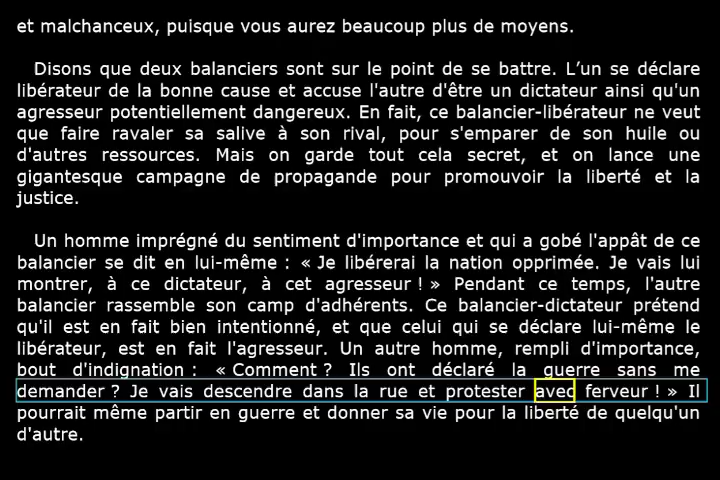 et malchanceux, puisque vous aurez beaucoup plus de moyens.
Disons que deux balanciers sont sur le point de se battre. L’un se déclare
libérateur de la bonne cause et accuse l'autre d'être un dictateur ainsi qu'un
agresseur potentiellement dangereux. En fait, ce balancier-libérateur ne veut
que faire ravaler sa salive à son rival, pour s'emparer de son huile ou
d'autres ressources. Mais on garde tout cela secret, et on lance une
gigantesque campagne de propagande pour promouvoir la liberté et la
justice.
Un homme imprégné du sentiment d'importance et qui a gobé l'appât de ce
balancier se dit en lui-même : « Je libérerai la nation opprimée. Je vais lui
montrer, à ce dictateur, à cet agresseur ! » Pendant ce temps, l'autre
balancier rassemble son camp d'adhérents. Ce balancier-dictateur prétend
qu'il est en fait bien intentionné, et que celui qui se déclare lui-même le
libérateur, est en fait l'agresseur. Un autre homme, rempli d'importance,
bout d'indignation : « Comment ? Ils ont déclaré la guerre sans me
demander ? Je vais descendre dans la rue et protester avec ferveur ! » Il
pourrait même partir en guerre et donner sa vie pour la liberté de quelqu'un
d'autre.